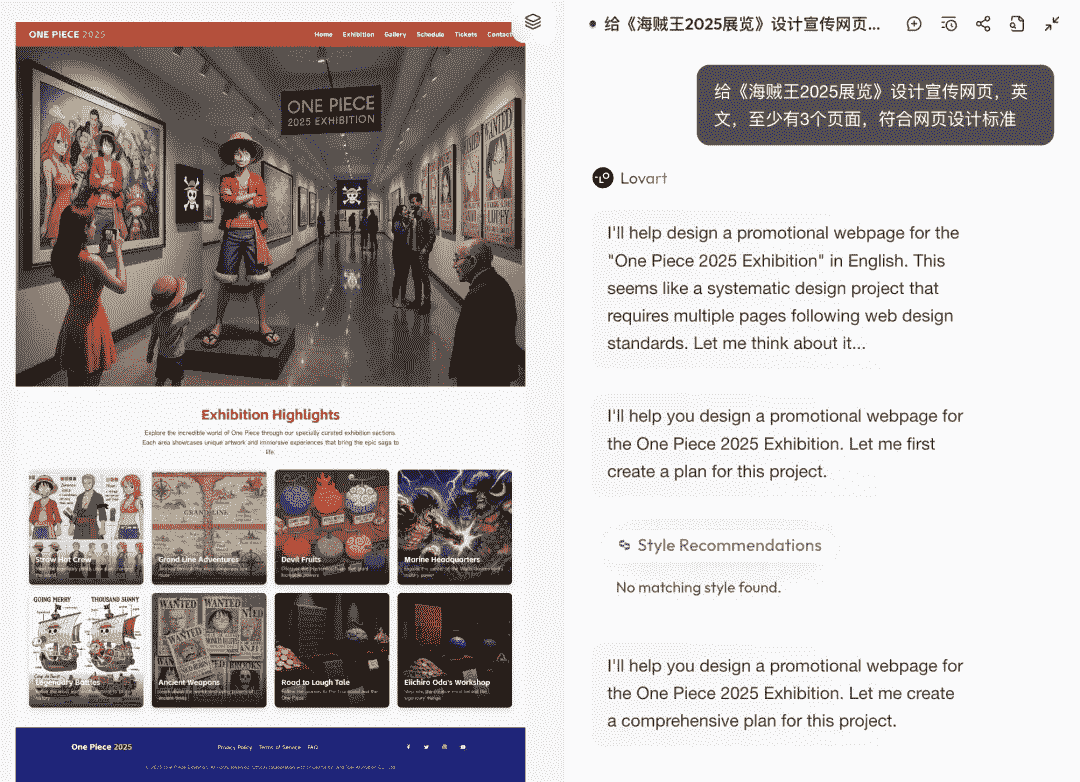 ONE PIECE 2025
Home Exhibition Gallery Schedule Tickets Contact
ONE PIECE
2025 EXHIBITION
WANTED
LUFFY
Exhibition Highlights
Explore the incredible world of One Piece through our specially curated exhibition sections.
Each area showcases unique artwork and immersive experiences that bring the epic saga to
life.
GRAND LINE
Straw Hat Crew
Grand Line Adventures
Devil Fruits
Marine Headquarters
GOING MERRY THOUSAND SUNNY
WANTED WANTED
WANTED
Legendary Battles
Ancient Weapons
Road to Laugh Tale
Eiichiro Oda's Workshop
One Piece 2025
Privacy Policy Terms of Service FAQ
给《海贼王2025展览》设计宣传网页...
给《海贼王2025展览》设计宣传网页，英
文，至少有3个页面，符合网页设计标准
Lovart
I'll help design a promotional webpage for the
"One Piece 2025 Exhibition" in English. This
seems like a systematic design project that
requires multiple pages following web design
standards. Let me think about it...
I'll help you design a promotional webpage for
the One Piece 2025 Exhibition. Let me first
create a plan for this project.
Style Recommendations
No matching style found.
I'll help you design a promotional webpage for
the One Piece 2025 Exhibition. Let me create
a comprehensive plan for this project.